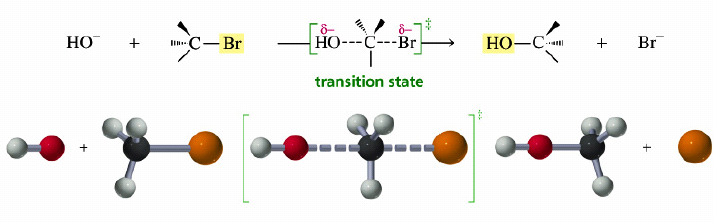 HO⁻ + C—Br [δ− HO---C---Br δ−]‡ HO—C + Br⁻
transition state
+ ‡ +